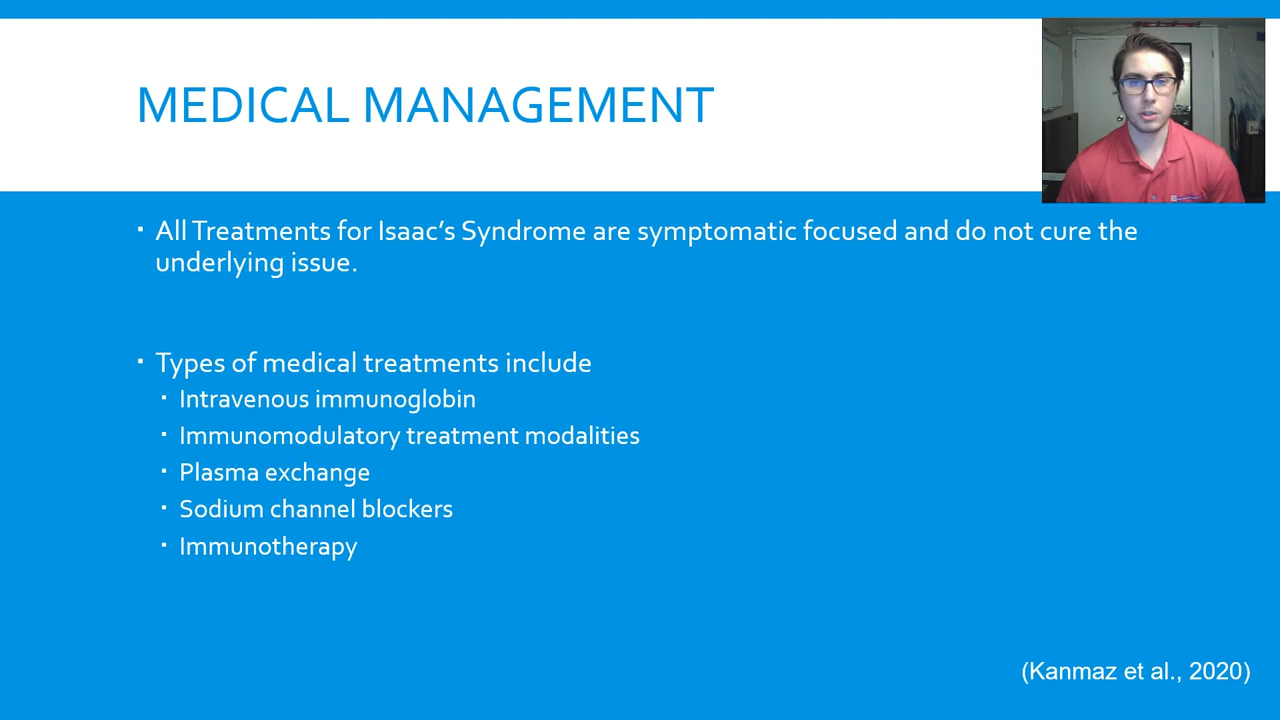 MEDICAL MANAGEMENT
▪ All Treatments for Isaac’s Syndrome are symptomatic focused and do not cure the
underlying issue.
▪ Types of medical treatments include
▪ Intravenous immunoglobin
▪ Immunomodulatory treatment modalities
▪ Plasma exchange
▪ Sodium channel blockers
▪ Immunotherapy
(Kanmaz et al., 2020)